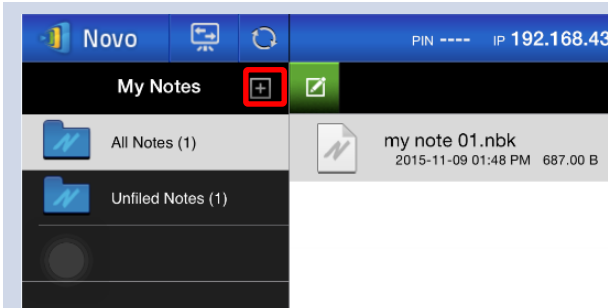 Novo
PIN ---- IP 192.168.43
My Notes
All Notes (1)
my note 01.nbk
2015-11-09 01:48 PM 687.00 B
Unfiled Notes (1)